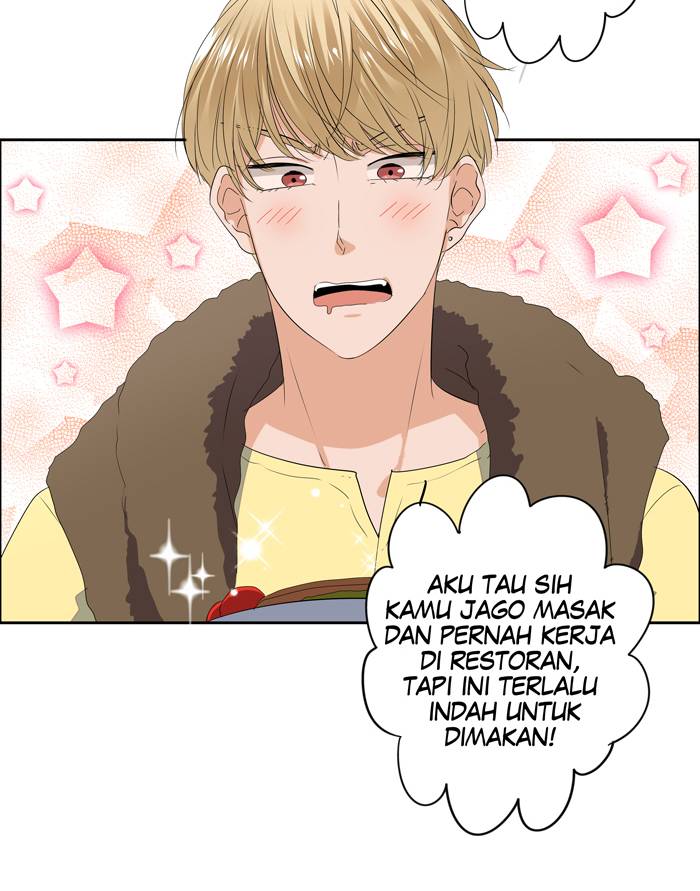 AKU TAU SIH
KAMU JAGO MASAK
DAN PERNAH KERJA
DI RESTORAN,
TAPI INI TERLALU
INDAH UNTUK
DIMAKAN!